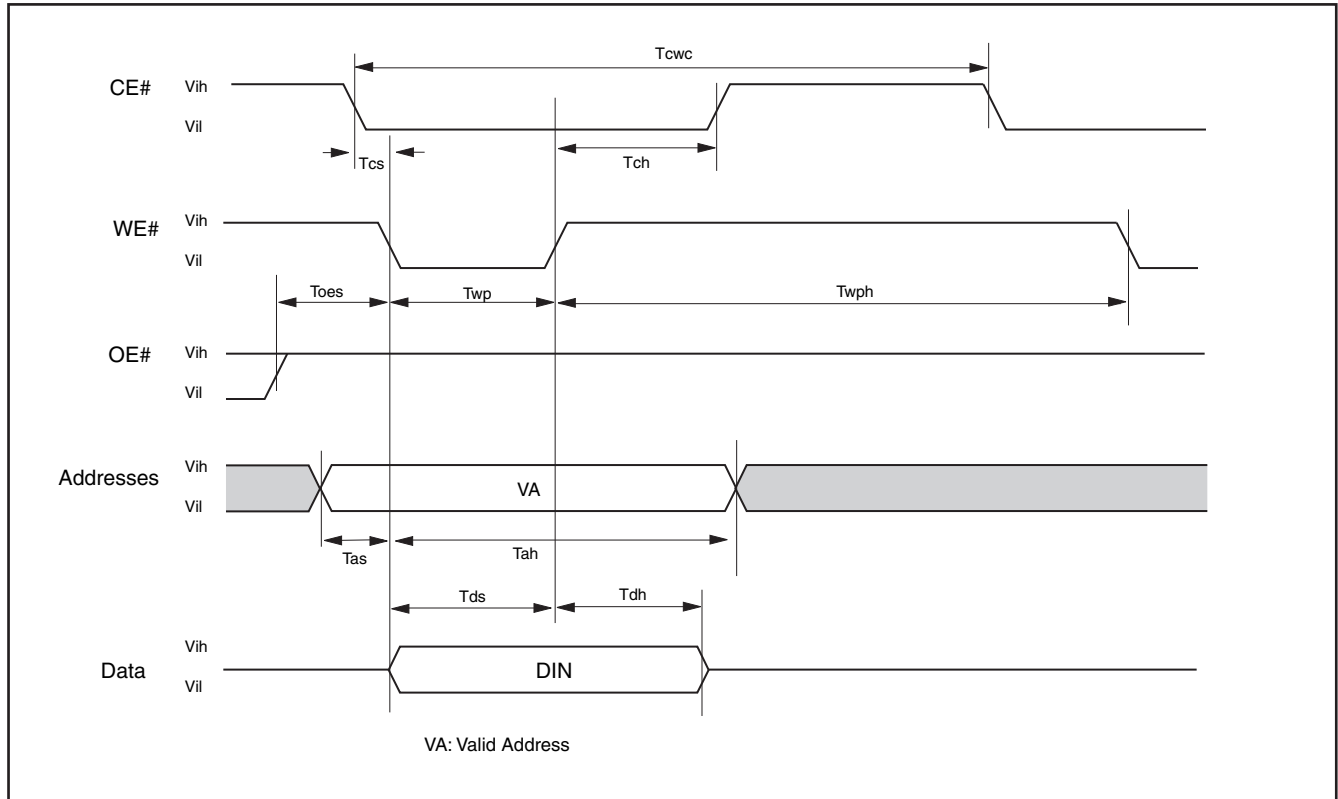 Tcwc
CE#
Vih
Vil
Tcs
Tch
WE#
Vih
Vil
Toes
Twp
Twph
OE#
Vih
Vil
Addresses
Vih
Vil
VA
Tas
Tah
Tds
Tdh
Data
Vih
Vil
DIN
VA: Valid Address